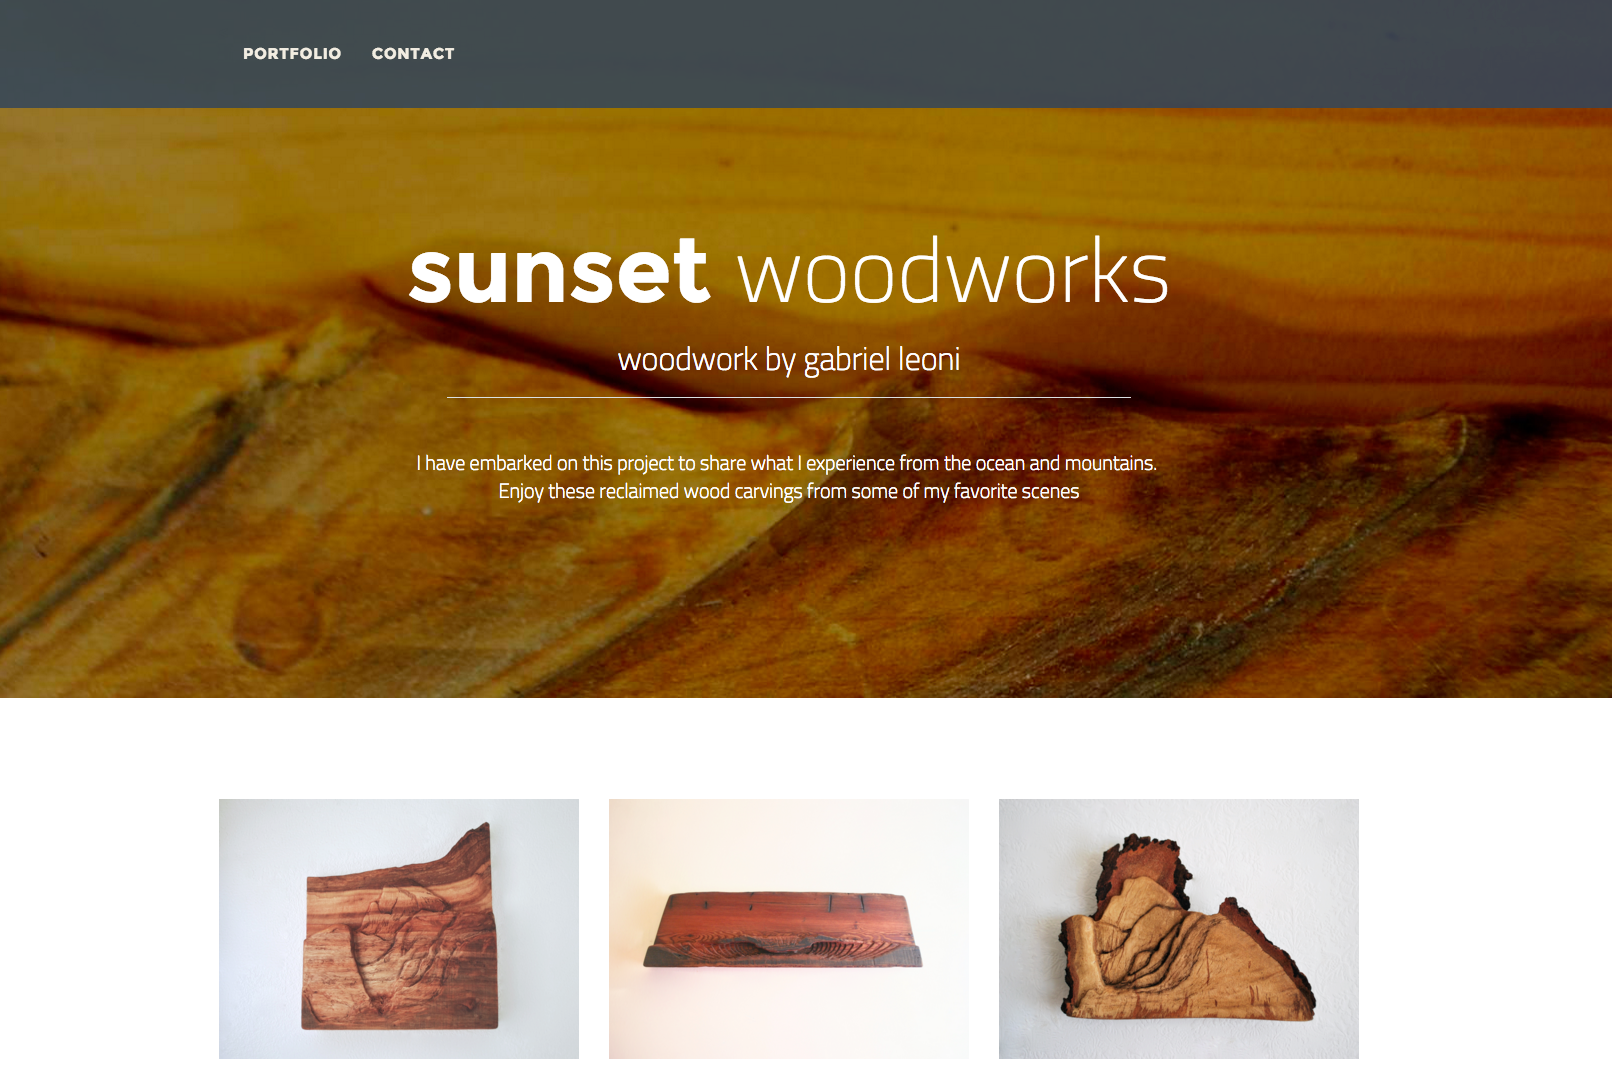 PORTFOLIO CONTACT
sunset woodworks
woodwork by gabriel leoni
I have embarked on this project to share what I experience from the ocean and mountains.
Enjoy these reclaimed wood carvings from some of my favorite scenes